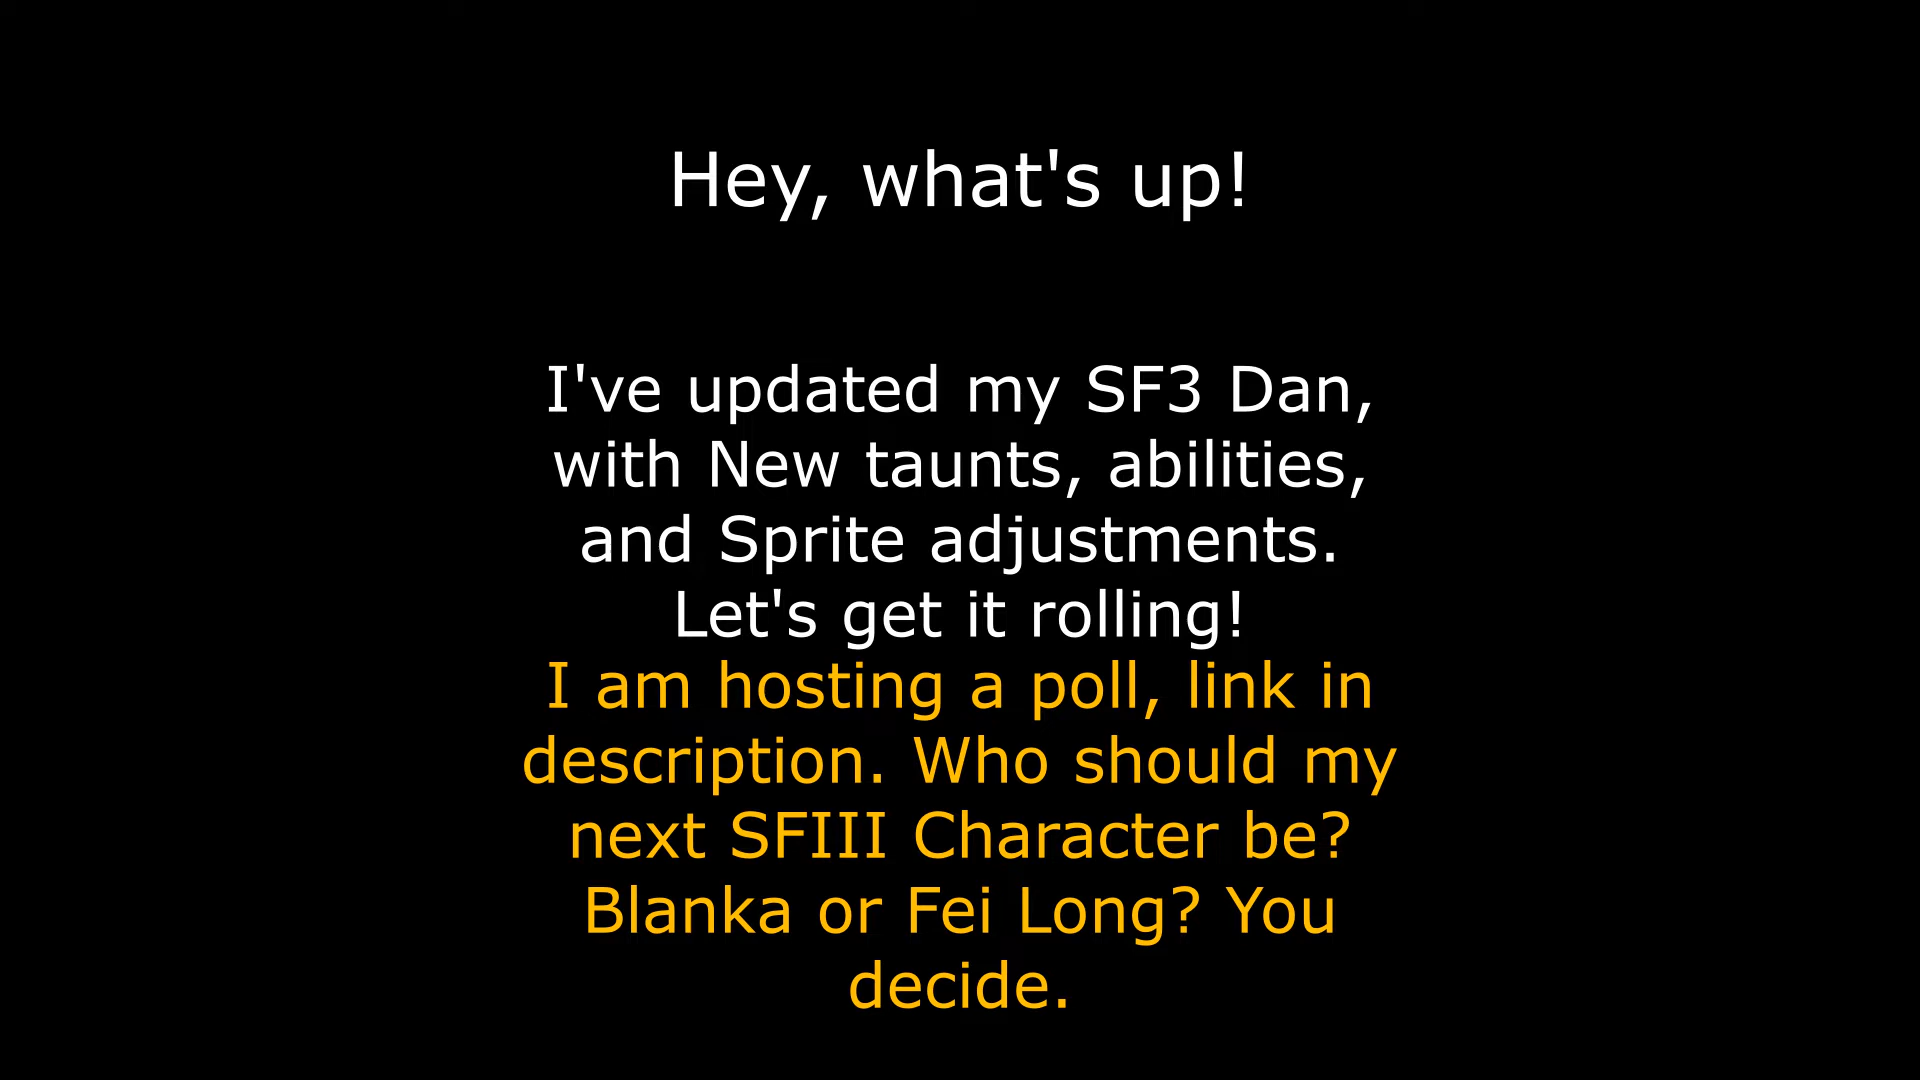 Hey, what's up!
I've updated my SF3 Dan,
with New taunts, abilities,
and Sprite adjustments.
Let's get it rolling!
I am hosting a poll, link in
description. Who should my
next SFIII Character be?
Blanka or Fei Long? You
decide.